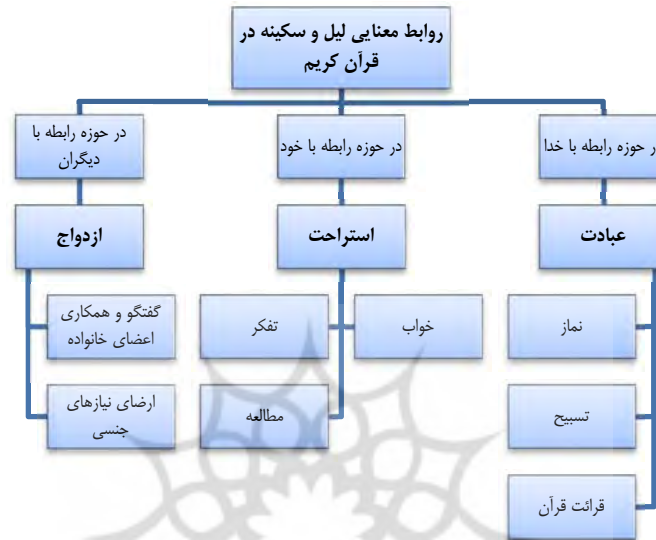 روابط معنایی لیل و سکینه در
قرآن کریم
ر حوزه رابطه با خدا
در حوزه رابطه با خود
در حوزه رابطه با
دیگران
عبادت
استراحت
ازدواج
نماز
خواب
تفکر
گفتگو و همکاری
اعضای خانواده
تسبیح
مطالعه
ارضای نیازهای
جنسی
قرائت قرآن